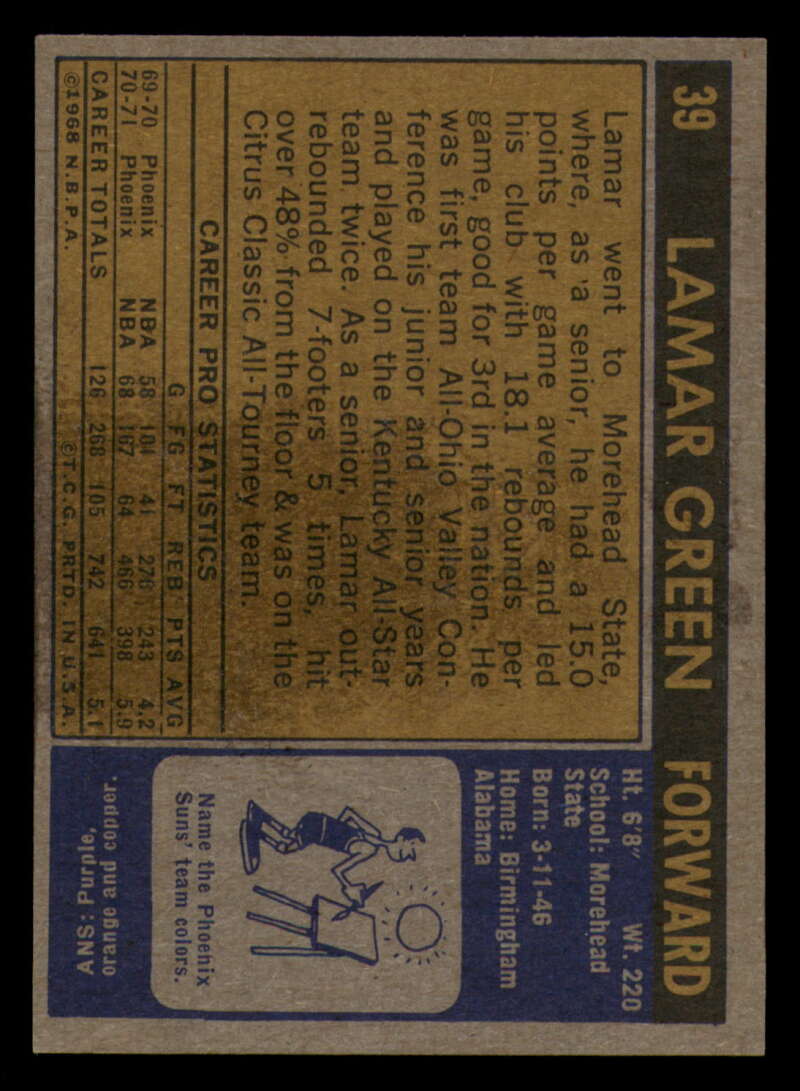 39 LAMAR GREEN FORWARD
Lamar went to Morehead State,
where, as 'a senior, he had a 15.0
points per game average and led
his club with 18.1 rebounds per
game, good for 3rd in the nation. He
was first team All-Ohio Valley Con-
ference his junior and senior years
and played on the Kentucky All-Star
team twice. As a senior, Lamar out-
rebounded 7-footers 5 times, hit
over 48% from the floor & was on the
Citrus Classic All-Tourney team.
CAREER PRO STATISTICS
G FG FT REB PTS AVG
69-70 Phoenix NBA 58 101 41 276 243 4.2
70-71 Phoenix NBA 68 167 64 466 398 5.9
CAREER TOTALS 126 268 105 742 641 5.1
©1968 N.B.P.A. ©T.C.G. PRTD. IN U.S.A.
Ht. 6'8" Wt. 220
School: Morehead
State
Born: 3-11-46
Home: Birmingham
Alabama
Name the Phoenix
Suns' team colors.
ANS: Purple,
orange and copper.